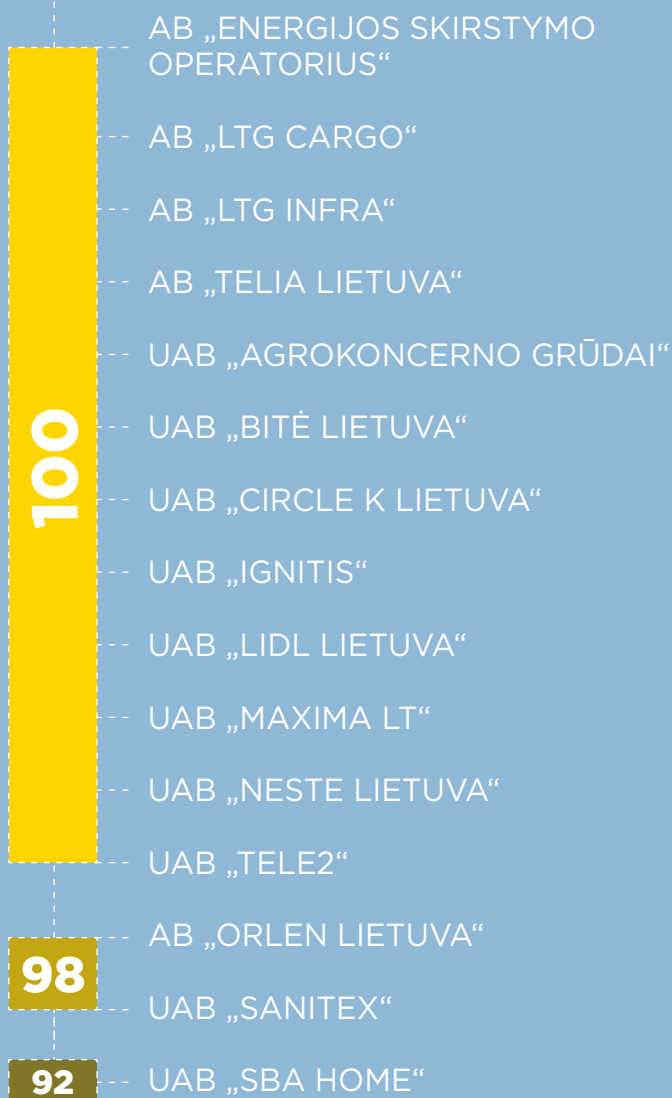 AB „ENERGIJOS SKIRSTYMO
OPERATORIUS“
AB „LTG CARGO“
AB „LTG INFRA“
AB „TELIA LIETUVA“
UAB „AGROKONCERNO GRŪDAI“
100
UAB „BITĖ LIETUVA“
UAB „CIRCLE K LIETUVA“
UAB „IGNITIS“
UAB „LIDL LIETUVA“
UAB „MAXIMA LT“
UAB „NESTE LIETUVA“
UAB „TELE2“
98
AB „ORLEN LIETUVA“
UAB „SANITEX“
92
UAB „SBA HOME“